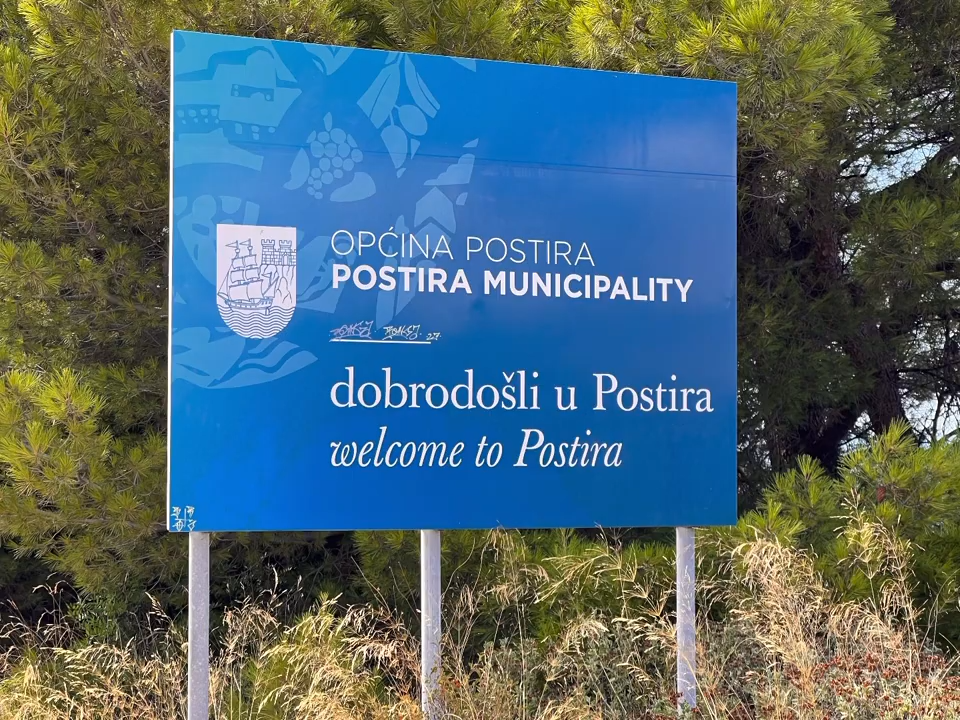 OPĆINA POSTIRA
POSTIRA MUNICIPALITY
dobrodošli u Postira
welcome to Postira